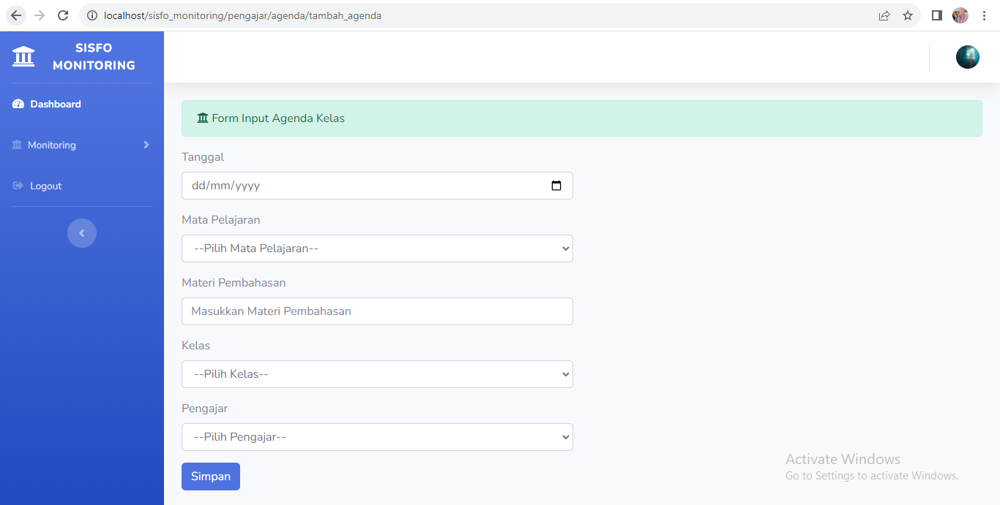 localhost/sisfo_monitoring/pengajar/agenda/tambah_agenda
SISFO
MONITORING
Dashboard
Monitoring
Logout
Form Input Agenda Kelas
Tanggal
dd/mm/yyyy
Mata Pelajaran
--Pilih Mata Pelajaran--
Materi Pembahasan
Masukkan Materi Pembahasan
Kelas
--Pilih Kelas--
Pengajar
--Pilih Pengajar--
Simpan
Activate Windows
Go to Settings to activate Windows.